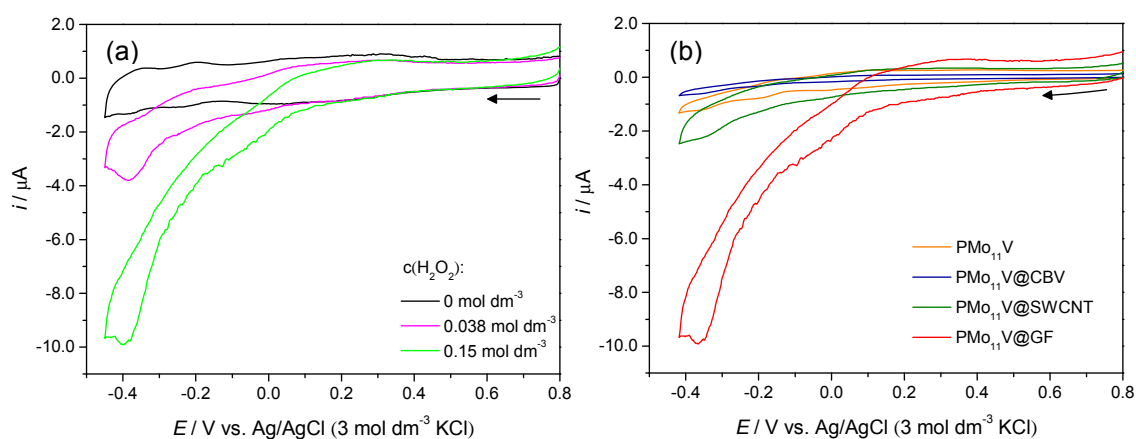 (a)
2.0
0.0
-2.0
-4.0
-6.0
-8.0
-10.0
i / μA
c(H₂O₂):
0 mol dm⁻³
0.038 mol dm⁻³
0.15 mol dm⁻³
-0.4 -0.2 0.0 0.2 0.4 0.6 0.8
E / V vs. Ag/AgCl (3 mol dm⁻³ KCl)
(b)
2.0
0.0
-2.0
-4.0
-6.0
-8.0
-10.0
i / μA
PMo₁₁V
PMo₁₁V@CBV
PMo₁₁V@SWCNT
PMo₁₁V@GF
-0.4 -0.2 0.0 0.2 0.4 0.6 0.8
E / V vs. Ag/AgCl (3 mol dm⁻³ KCl)